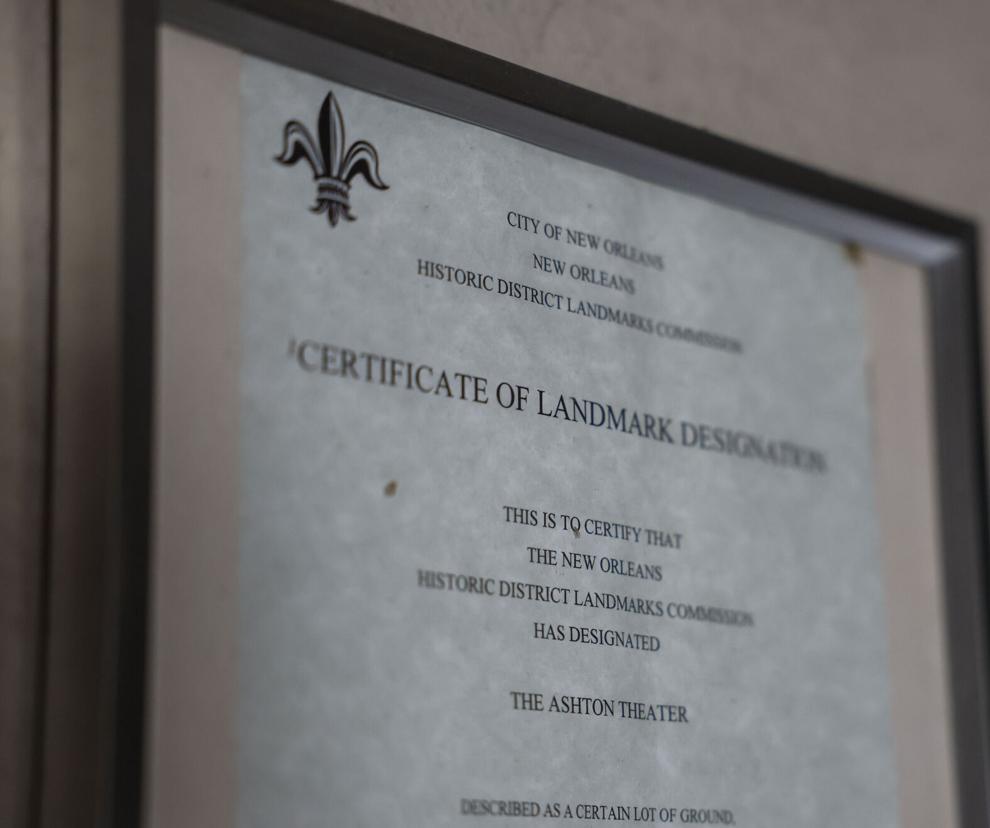 CITY OF NEW ORLEANS
NEW ORLEANS
HISTORIC DISTRICT LANDMARKS COMMISSION
CERTIFICATE OF LANDMARK DESIGNATION
THIS IS TO CERTIFY THAT
THE NEW ORLEANS
HISTORIC DISTRICT LANDMARKS COMMISSION
HAS DESIGNATED
THE ASHTON THEATER
DESCRIBED AS A CERTAIN LOT OF GROUND,